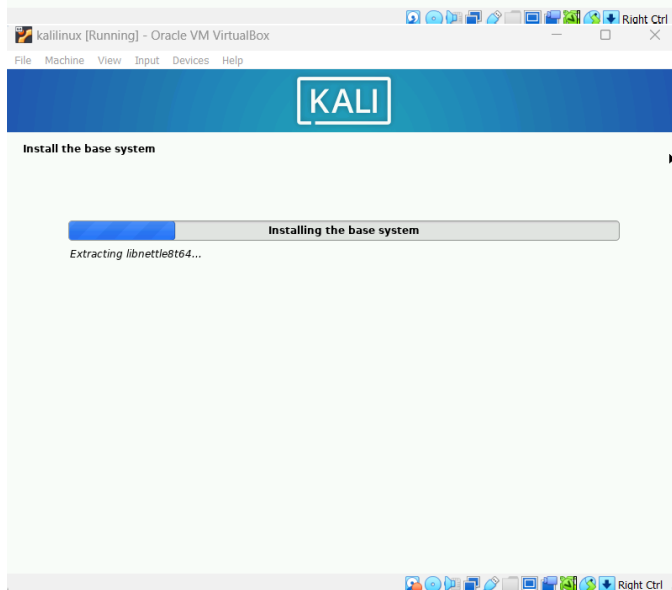 Right Ctrl
kalilinux [Running] - Oracle VM VirtualBox
File Machine View Input Devices Help
KALI
Install the base system
Installing the base system
Extracting libnettle8t64...
Right Ctrl